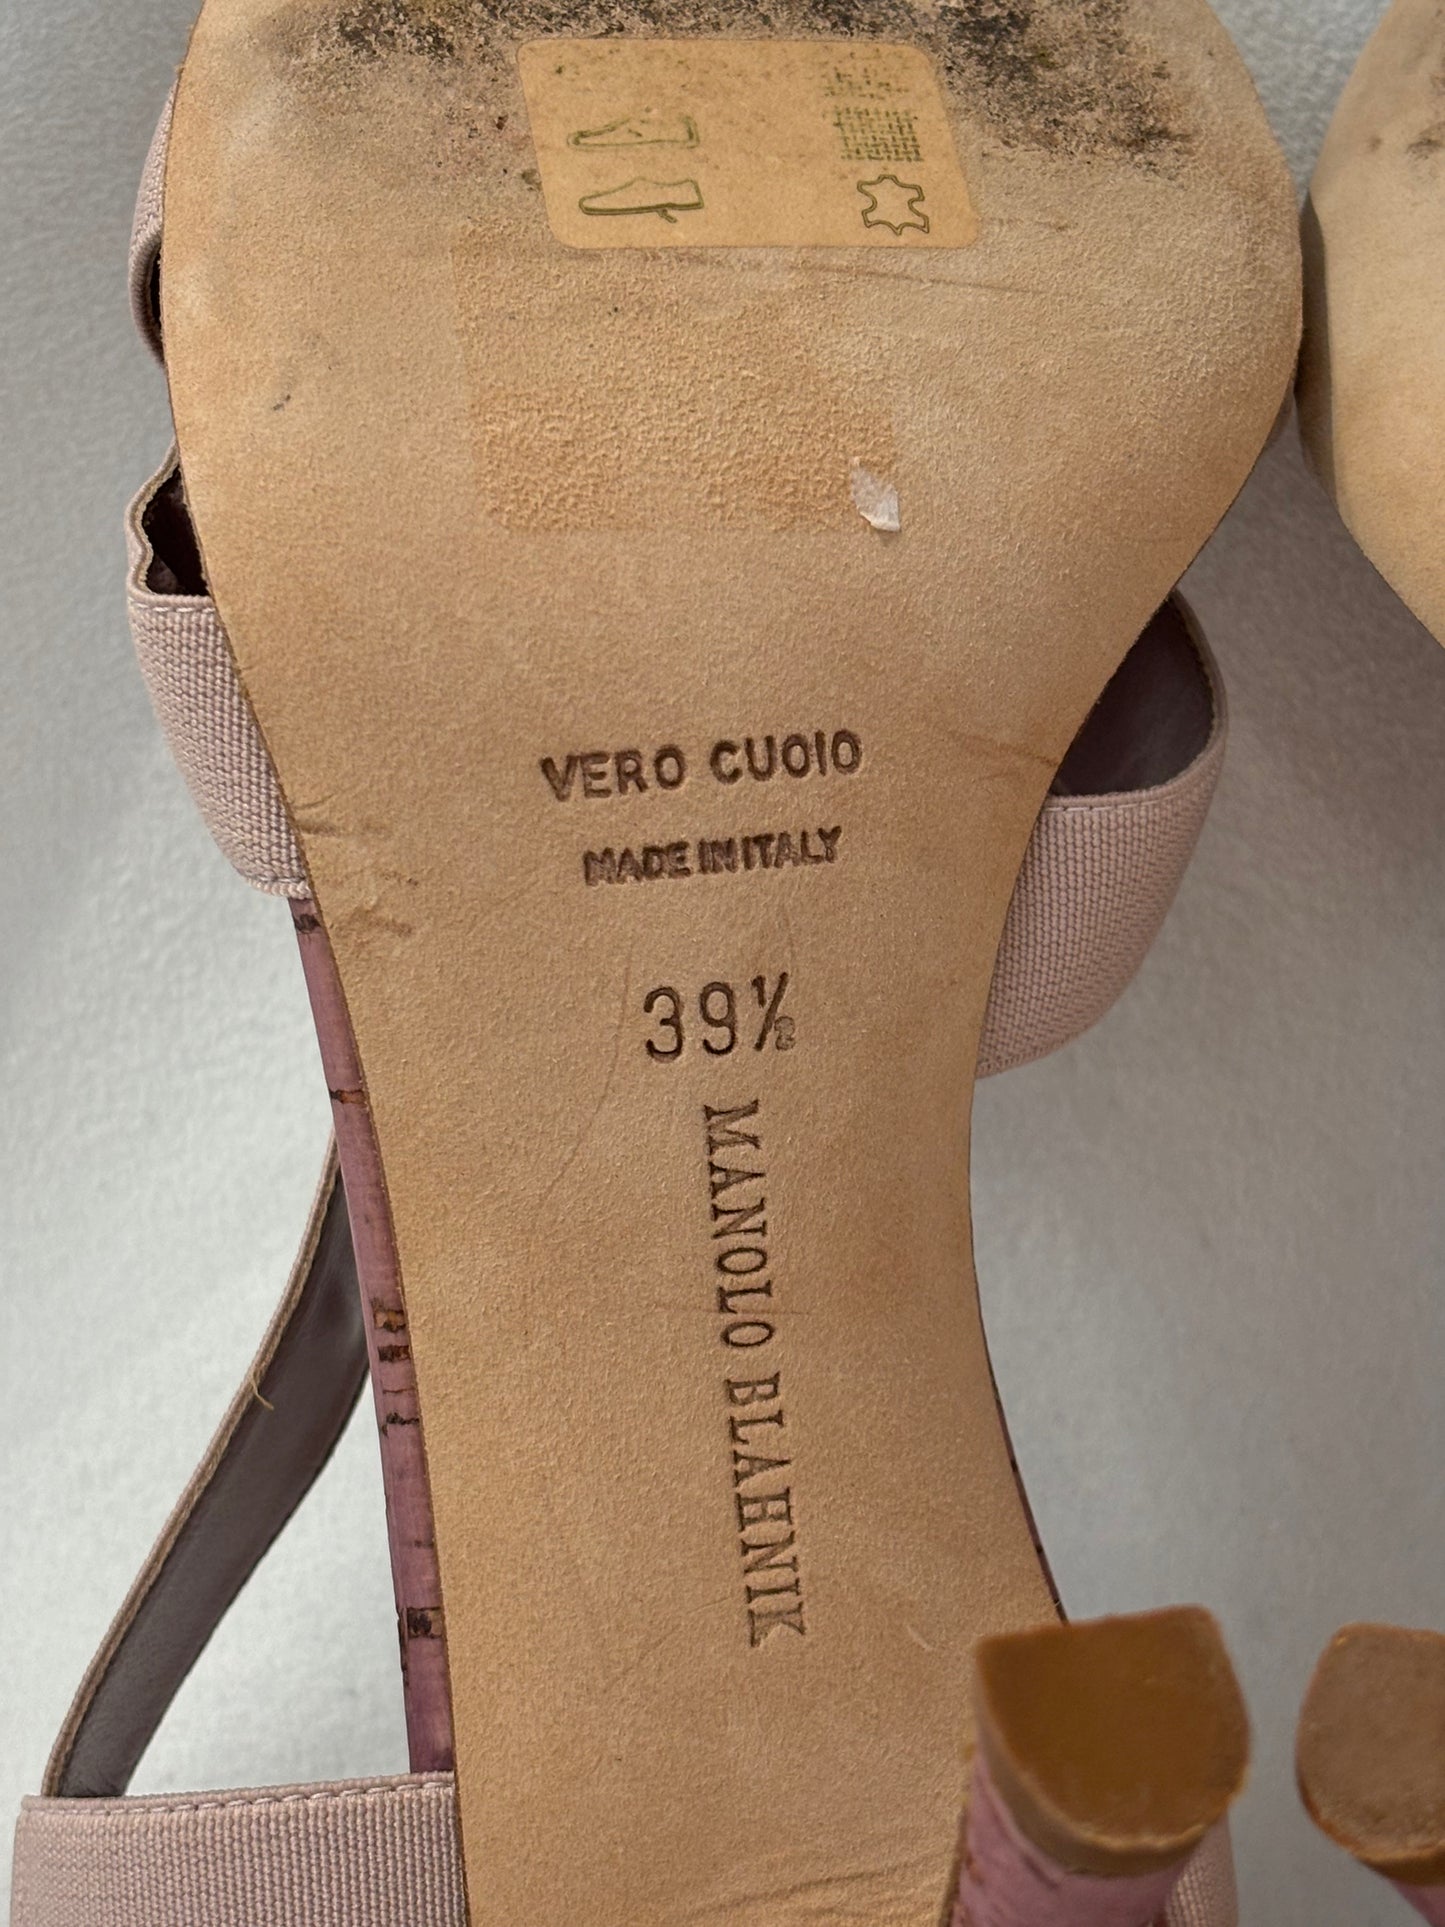 VERO CUOIO
MADE IN ITALY
39½
MANOLO BLAHNIK